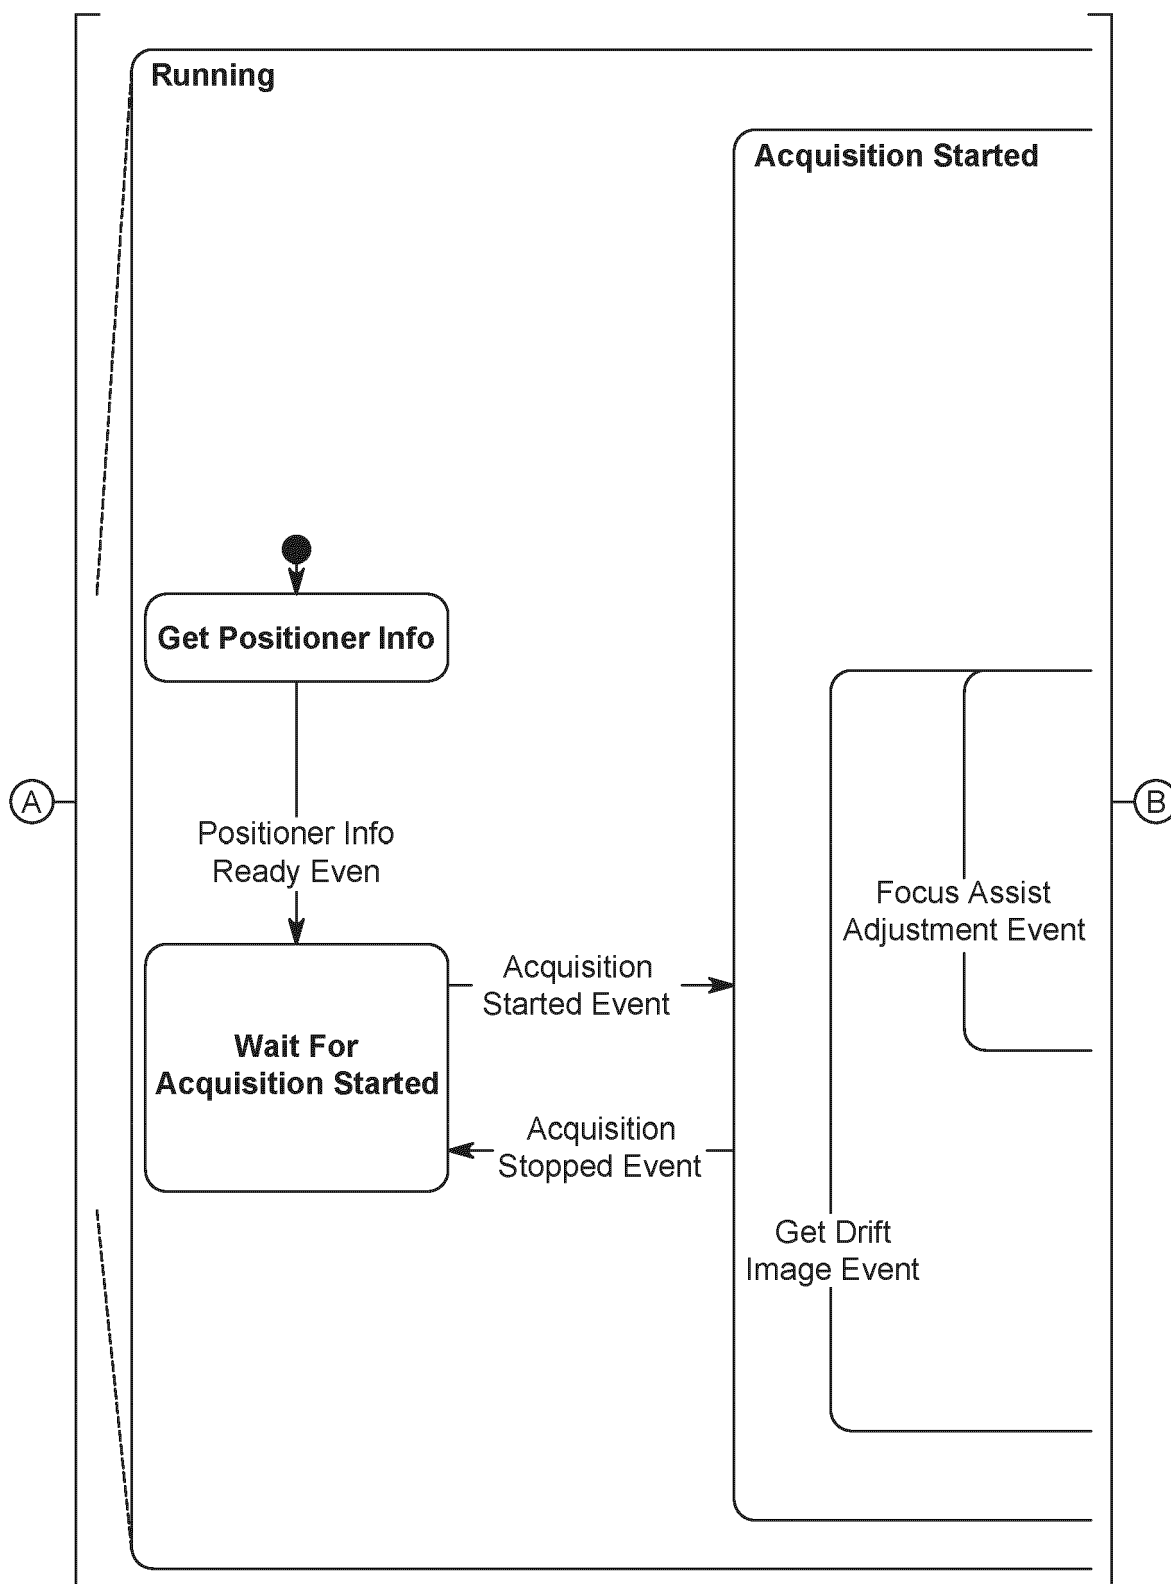 Running
Acquisition Started
Get Positioner Info
A
B
Positioner Info
Ready Even
Focus Assist
Adjustment Event
Acquisition
Started Event
Wait For
Acquisition Started
Acquisition
Stopped Event
Get Drift
Image Event